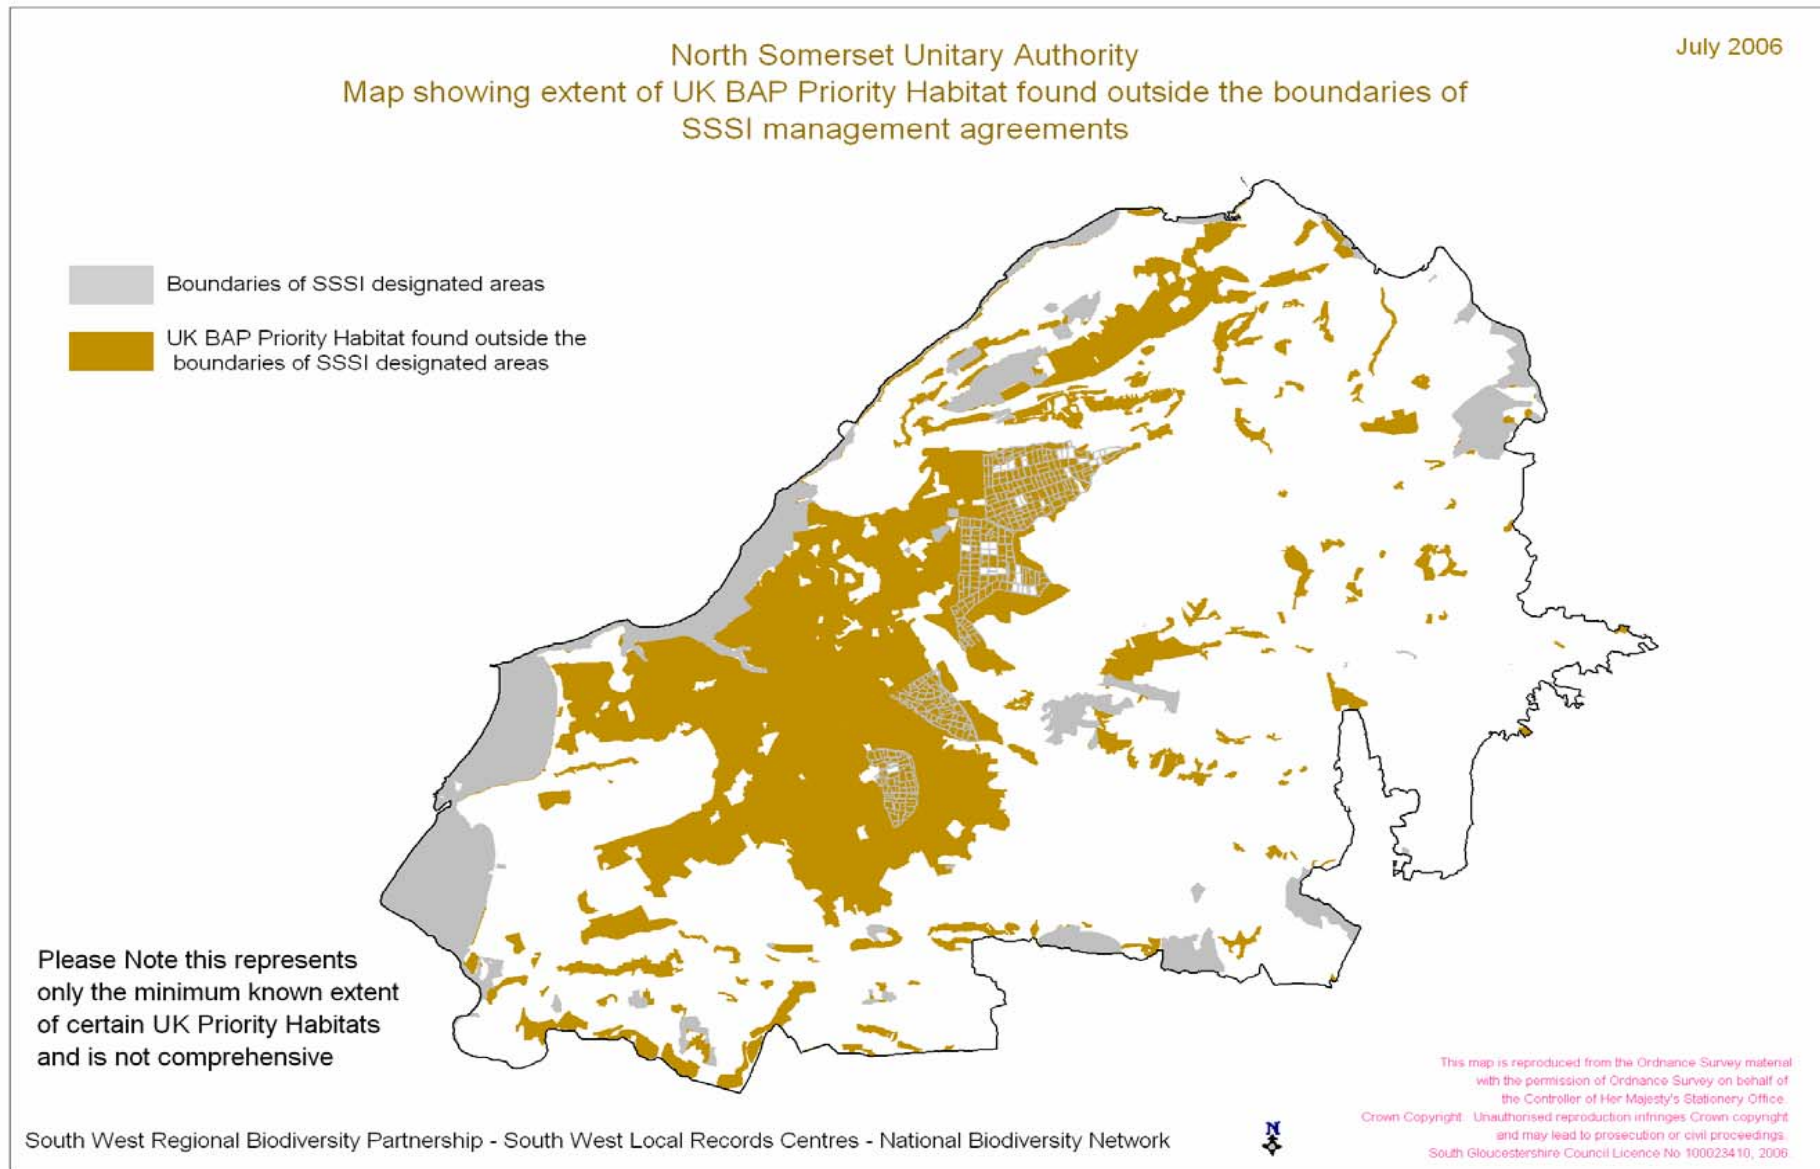 North Somerset Unitary Authority
July 2006
Map showing extent of UK BAP Priority Habitat found outside the boundaries of
SSSI management agreements
Boundaries of SSSI designated areas
UK BAP Priority Habitat found outside the
boundaries of SSSI designated areas
Please Note this represents
only the minimum known extent
of certain UK Priority Habitats
and is not comprehensive
This map is reproduced from the Ordnance Survey material
with the permission of Ordnance Survey on behalf of
the Controller of Her Majesty's Stationery Office.
Crown Copyright. Unauthorised reproduction infringes Crown copyright
and may lead to prosecution or civil proceedings.
South Gloucestershire Council Licence No 100023410, 2006.
South West Regional Biodiversity Partnership - South West Local Records Centres - National Biodiversity Network
N